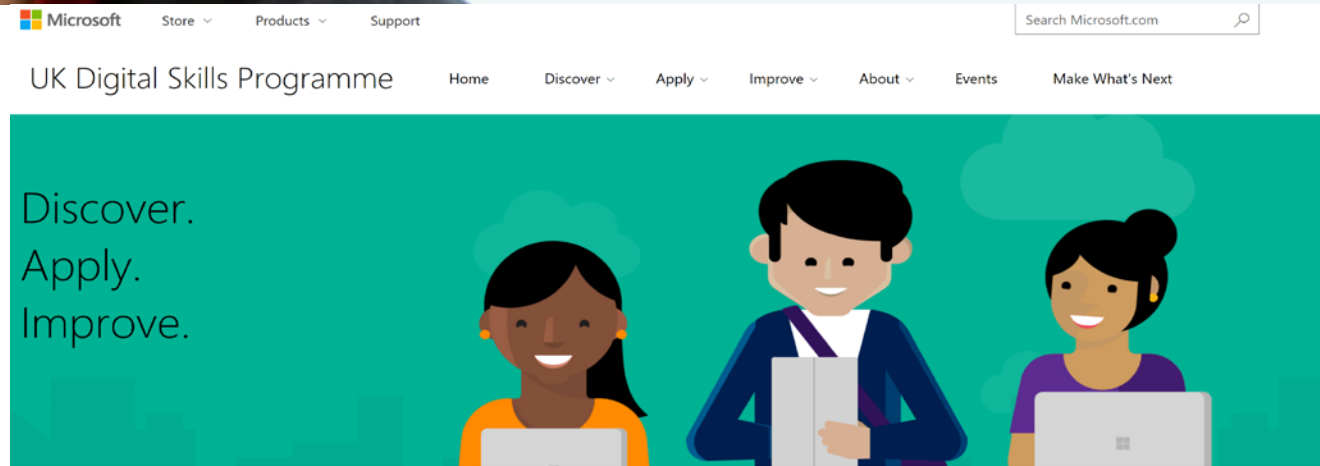 Microsoft Store Products Support Search Microsoft.com
UK Digital Skills Programme Home Discover Apply Improve About Events Make What's Next
Discover.
Apply.
Improve.